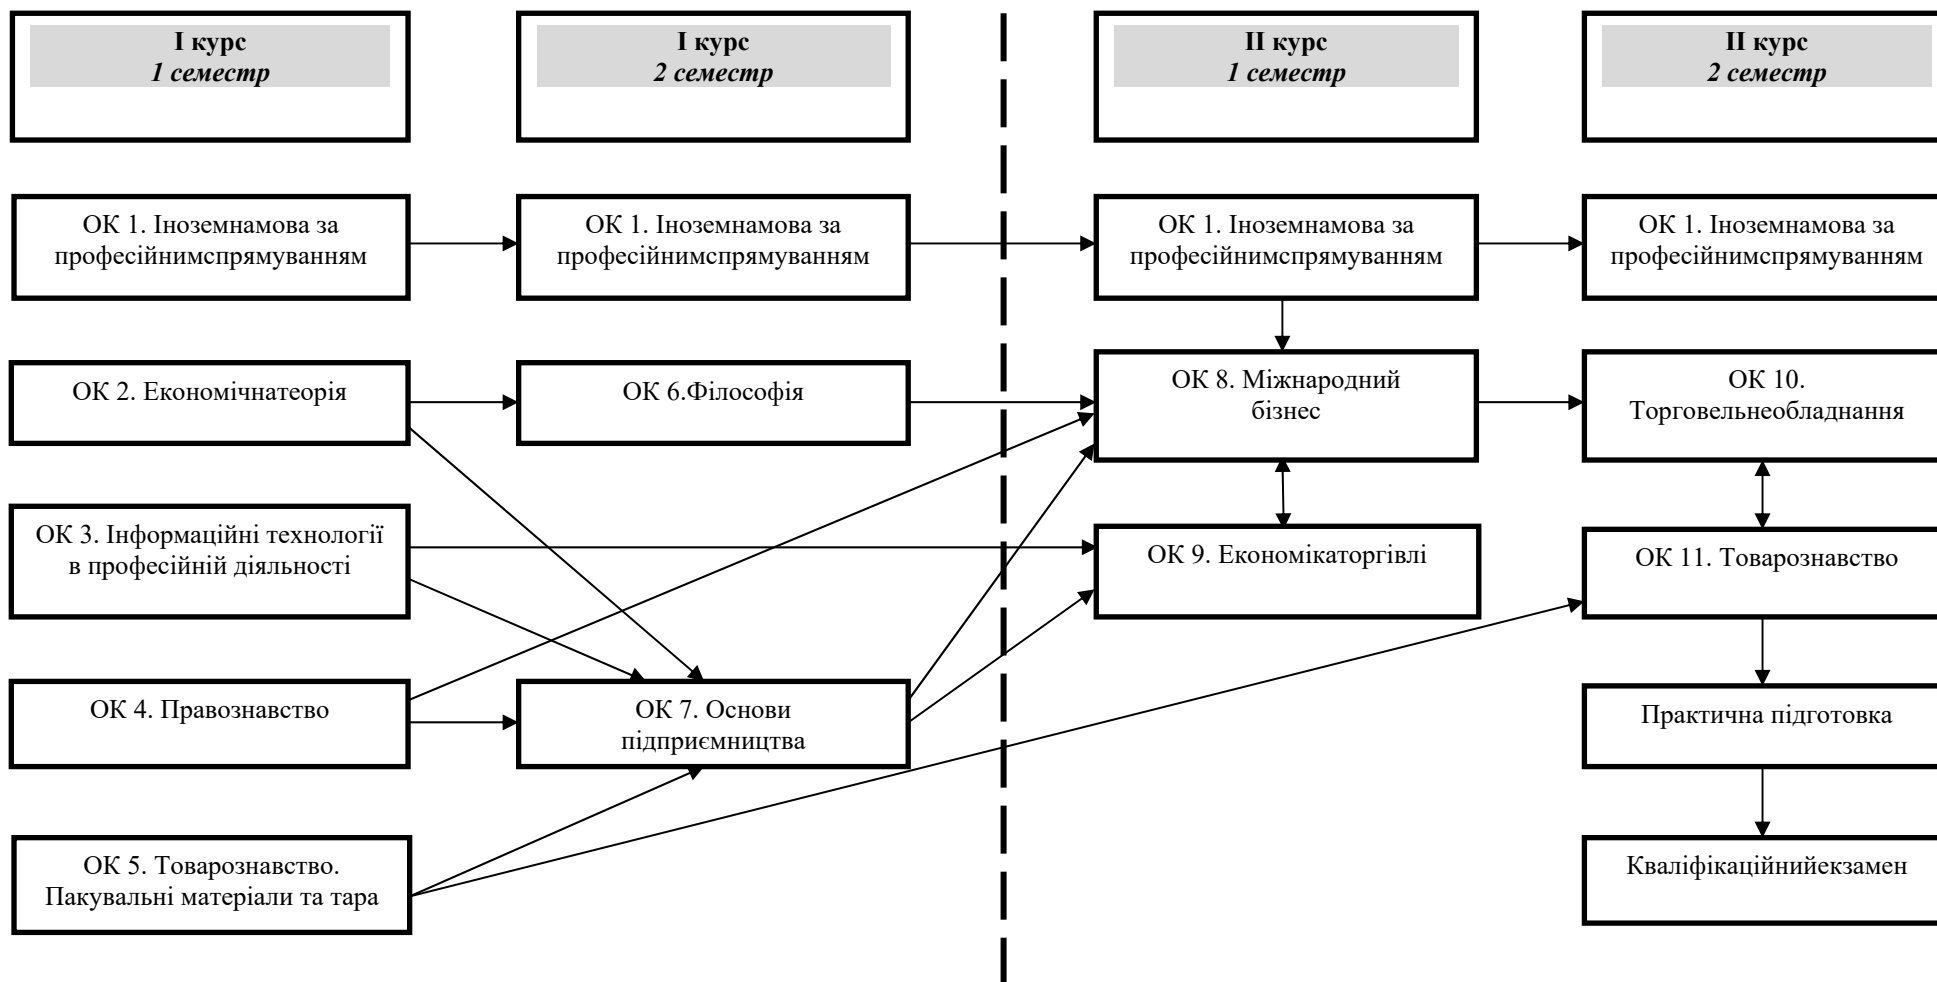 І курс
1 семестр
І курс
2 семестр
ІІ курс
1 семестр
ІІ курс
2 семестр
ОК 1. Іноземнамова за
професійнимспрямуванням
ОК 1. Іноземнамова за
професійнимспрямуванням
ОК 1. Іноземнамова за
професійнимспрямуванням
ОК 1. Іноземнамова за
професійнимспрямуванням
ОК 2. Економічнатеорія
ОК 6.Філософія
ОК 8. Міжнародний
бізнес
ОК 10.
Торговельнеобладнання
ОК 3. Інформаційні технології
в професійній діяльності
ОК 9. Економікаторгівлі
ОК 11. Товарознавство
ОК 4. Правознавство
ОК 7. Основи
підприємництва
Практична підготовка
ОК 5. Товарознавство.
Пакувальні матеріали та тара
Кваліфікаційнийекзамен